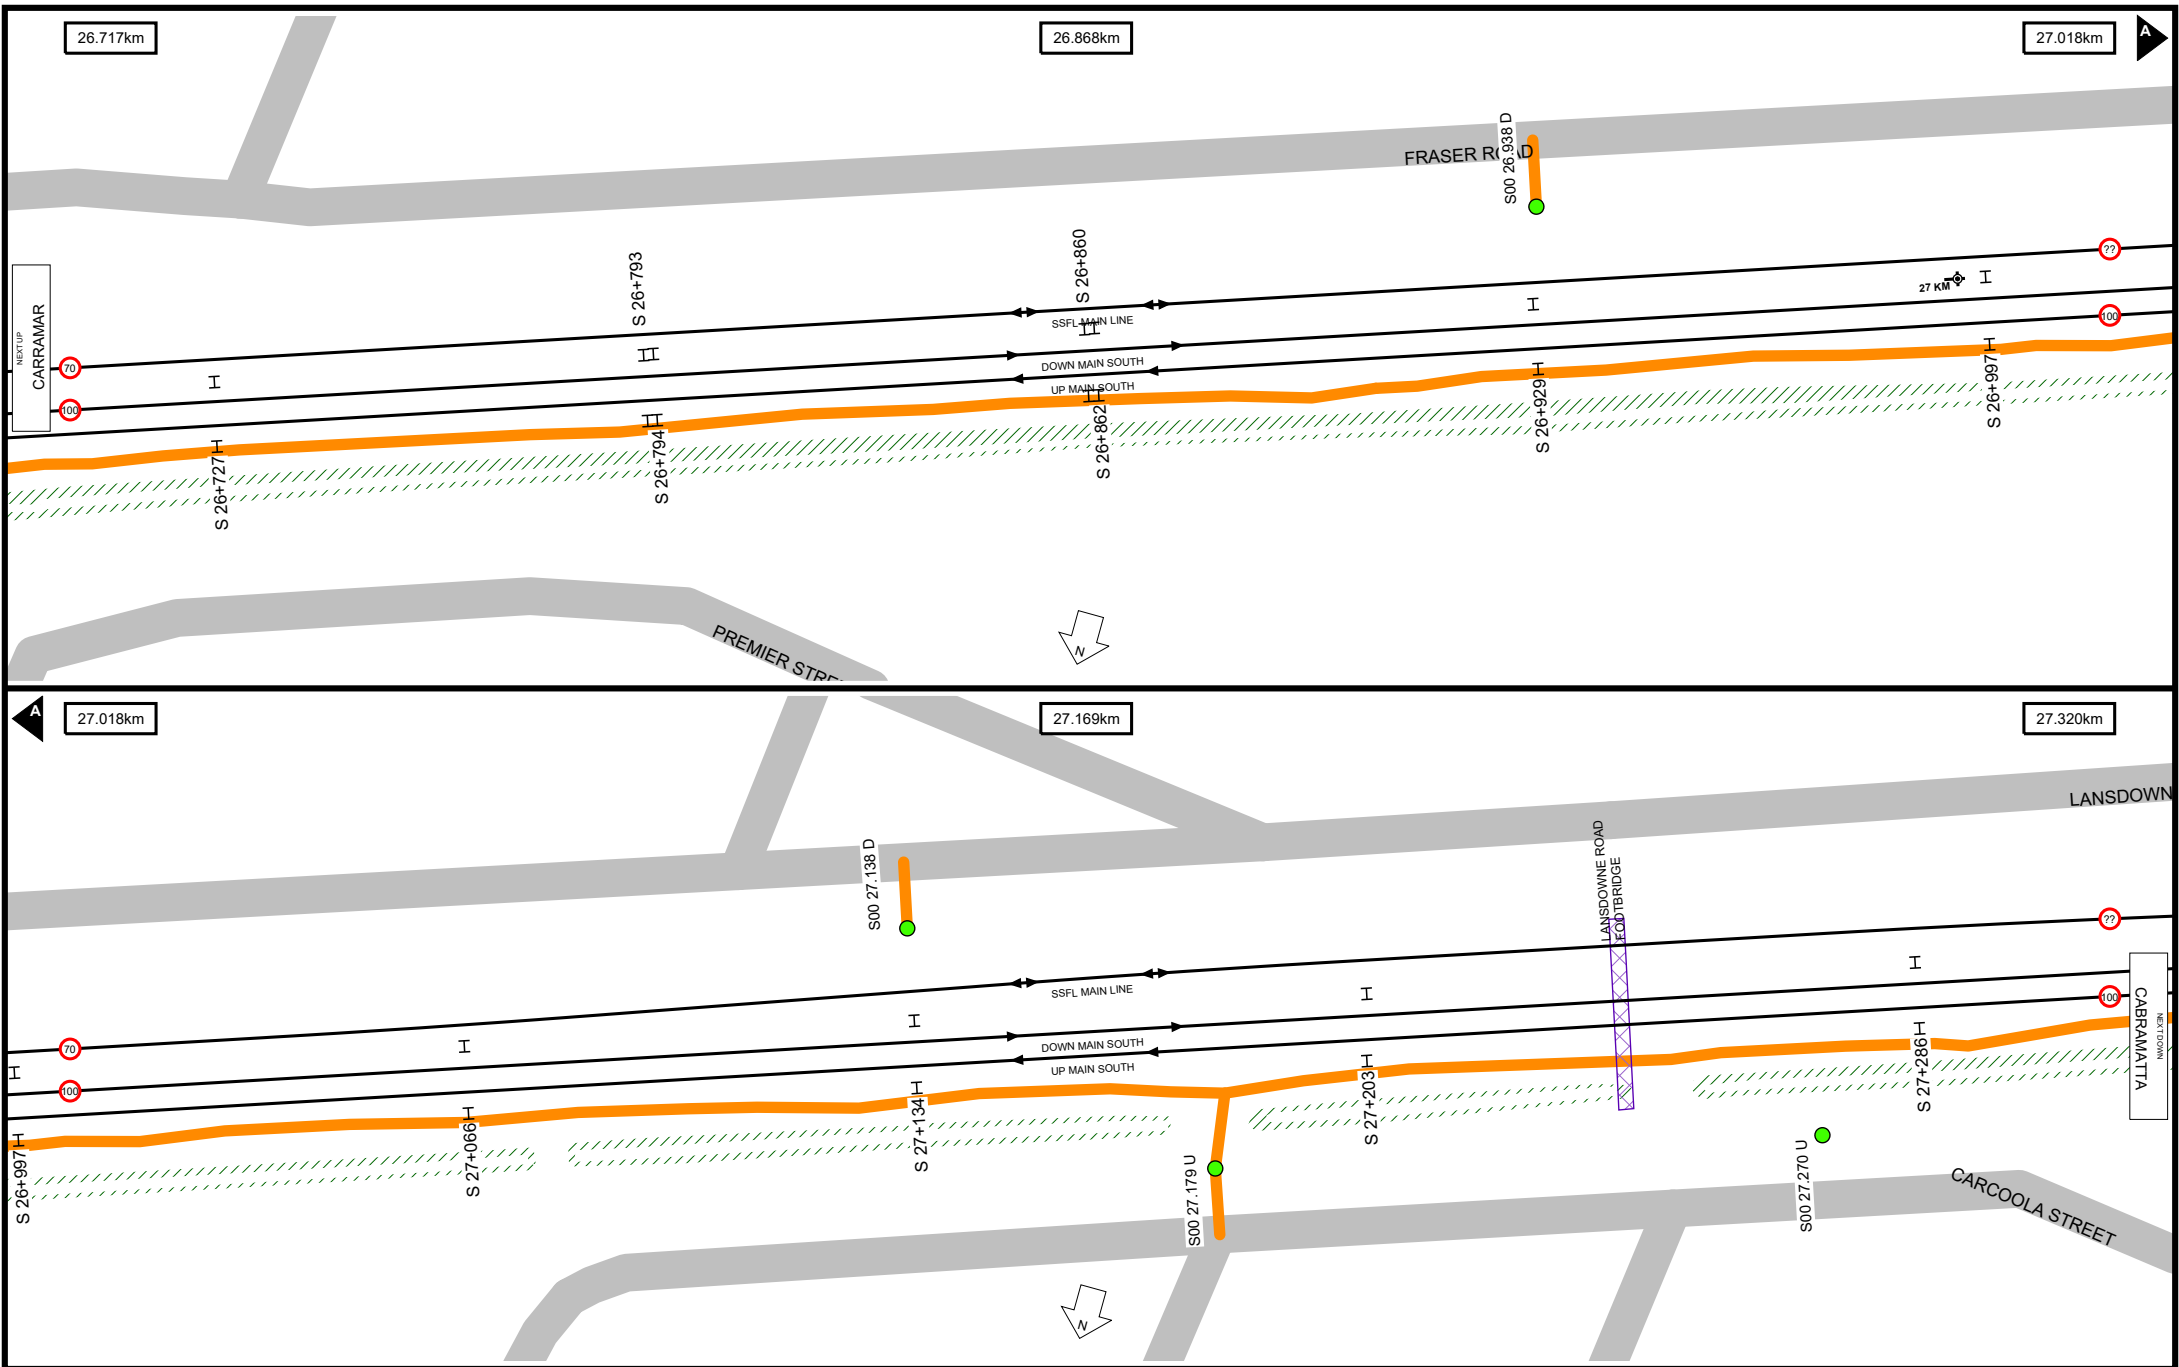 26.717km
26.868km
27.018km
A
FRASER ROAD
S00 26.938 D
NEXT UP
CARRAMAR
S 26+793
S 26+860
SSFL MAIN LINE
DOWN MAIN SOUTH
UP MAIN SOUTH
27 KM
??
100
70
100
S 26+727
S 26+794
S 26+862
S 26+929
S 26+997
PREMIER STRE
N
A
27.018km
27.169km
27.320km
LANSDOWN
S00 27.138 D
LANSDOWNE ROAD
FOOTBRIDGE
??
70
100
100
SSFL MAIN LINE
DOWN MAIN SOUTH
UP MAIN SOUTH
CABRAMATTA
NEXT DOWN
S 26+997
S 27+066
S 27+134
S 27+203
S 27+286
S00 27.179 U
S00 27.270 U
CARCOOLA STREET
N